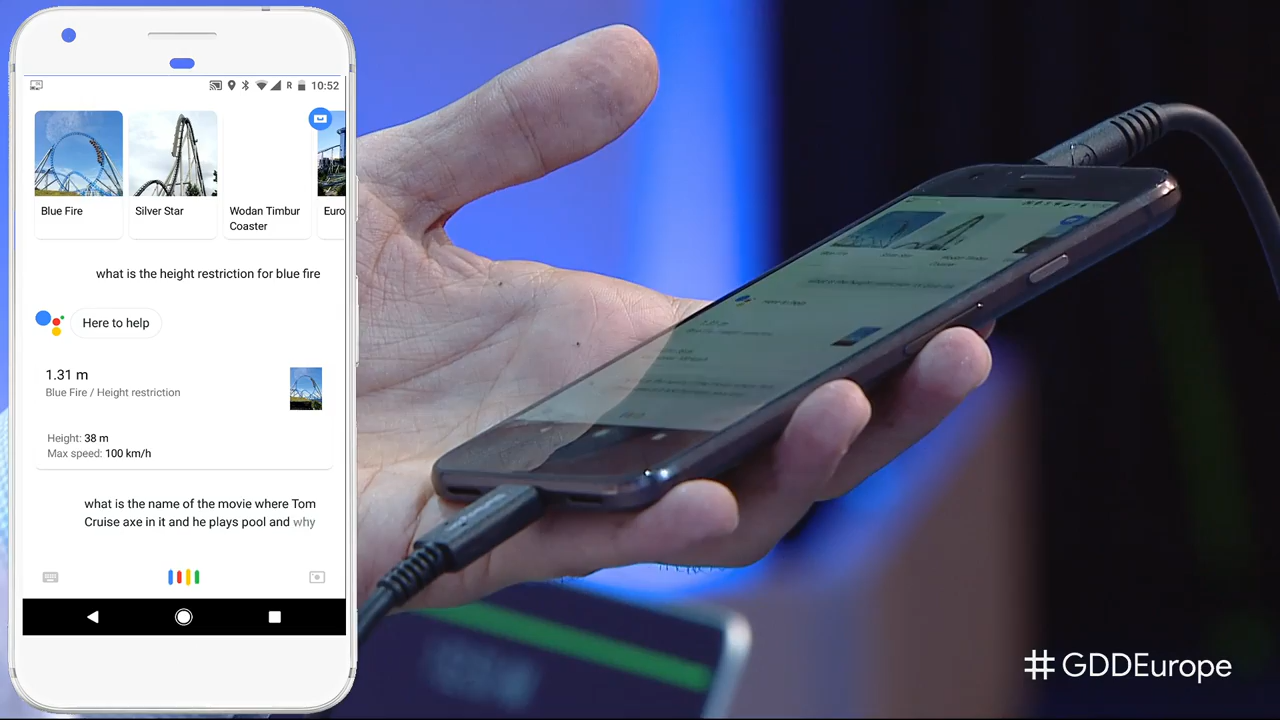 R 10:52
Blue Fire
Silver Star
Wodan Timbur
Coaster
Euro
what is the height restriction for blue fire
Here to help
1.31 m
Blue Fire / Height restriction
Height: 38 m
Max speed: 100 km/h
what is the name of the movie where Tom
Cruise axe in it and he plays pool and why
#GDDEurope